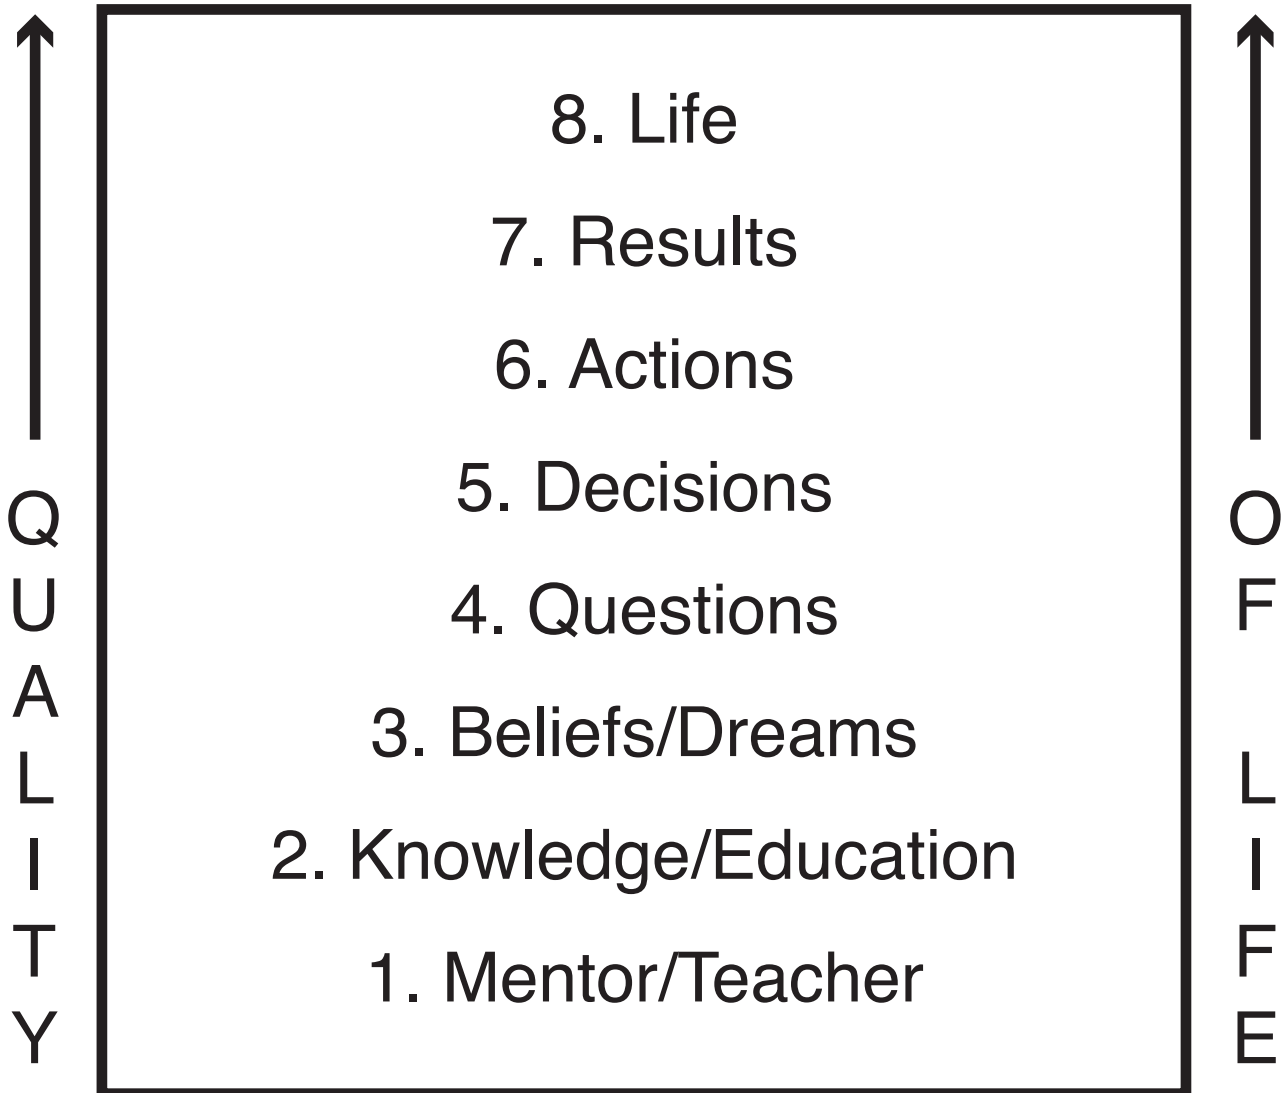 8. Life
7. Results
6. Actions
5. Decisions
4. Questions
3. Beliefs/Dreams
2. Knowledge/Education
1. Mentor/Teacher
QUALITY
OF LIFE